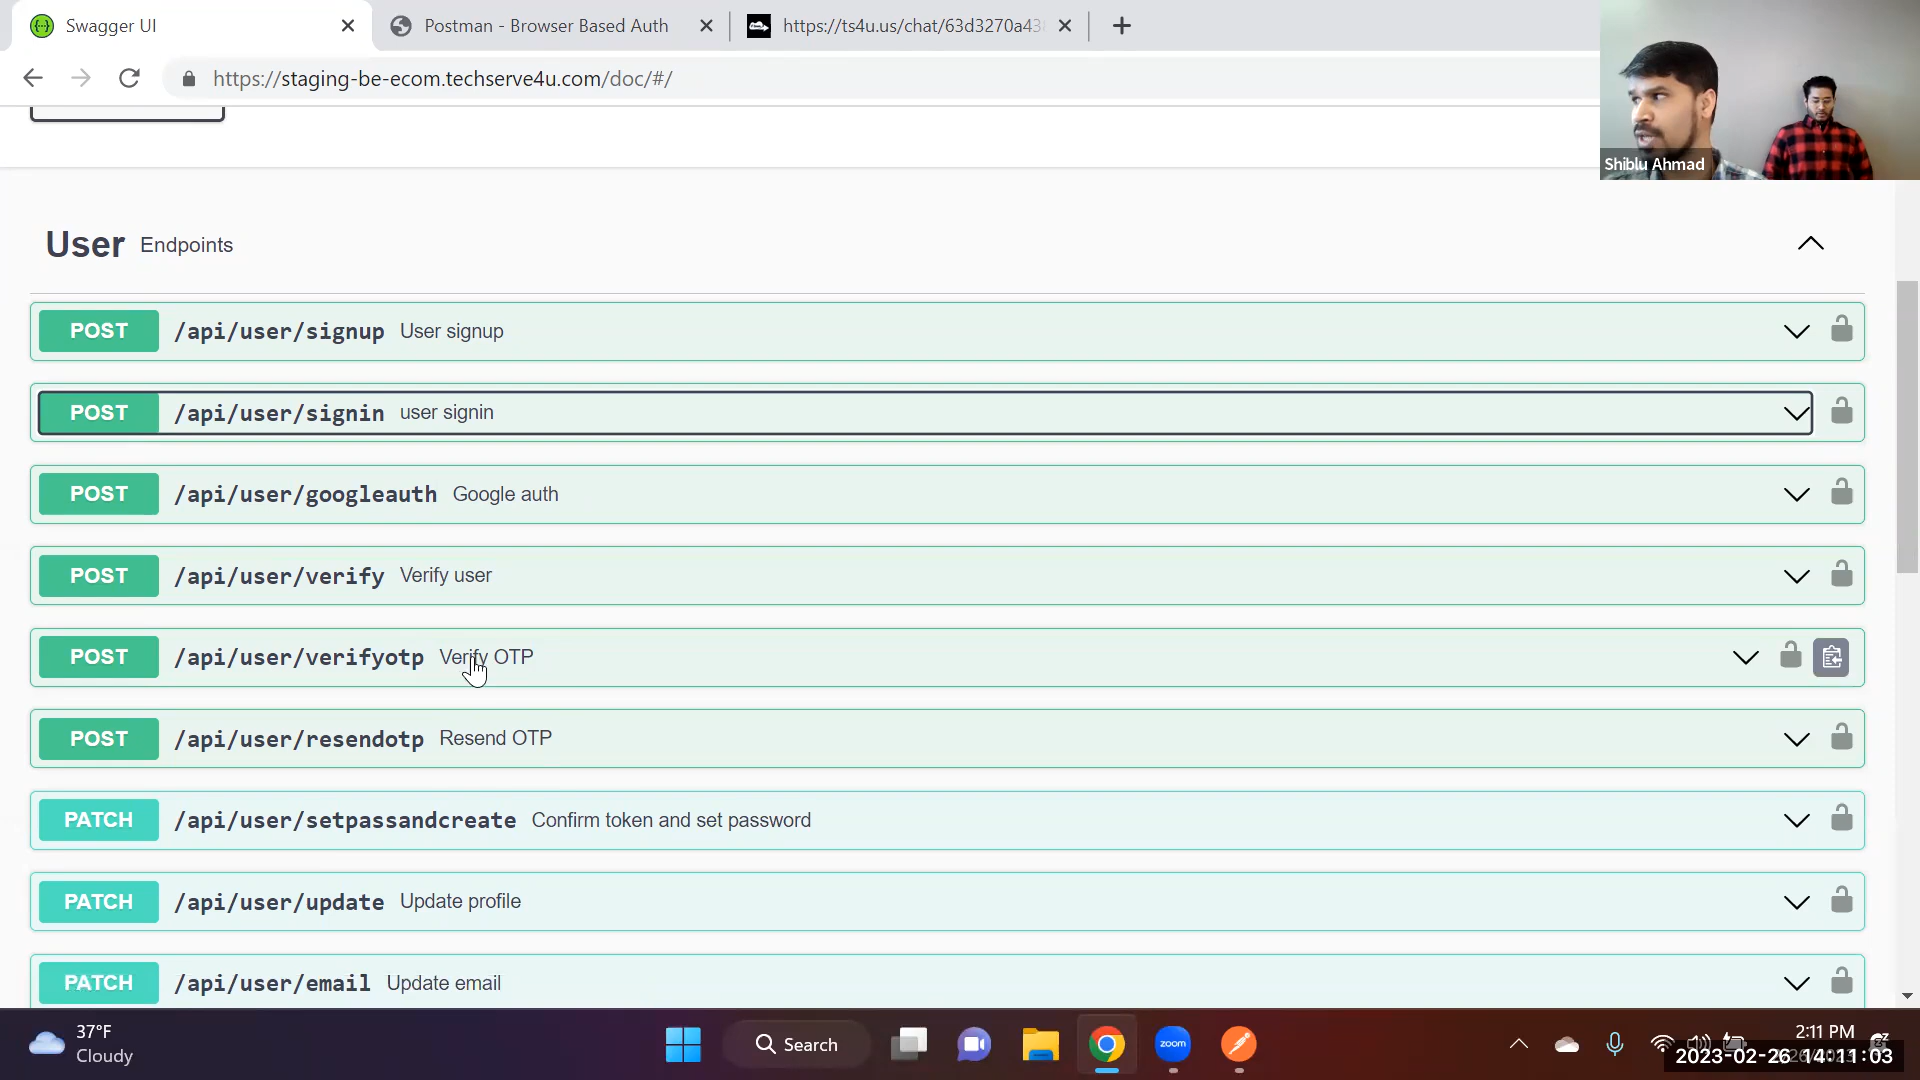 Swagger UI
Postman - Browser Based Auth
https://ts4u.us/chat/63d3270a43
https://staging-be-ecom.techserve4u.com/doc/#/
Shiblu Ahmad
User Endpoints
POST /api/user/signup User signup
POST /api/user/signin user signin
POST /api/user/googleauth Google auth
POST /api/user/verify Verify user
POST /api/user/verifyotp Verify OTP
POST /api/user/resendotp Resend OTP
PATCH /api/user/setpassandcreate Confirm token and set password
PATCH /api/user/update Update profile
PATCH /api/user/email Update email
37°F
Cloudy
Search
zoom
2:11 PM
2023-02-26 14:11:03